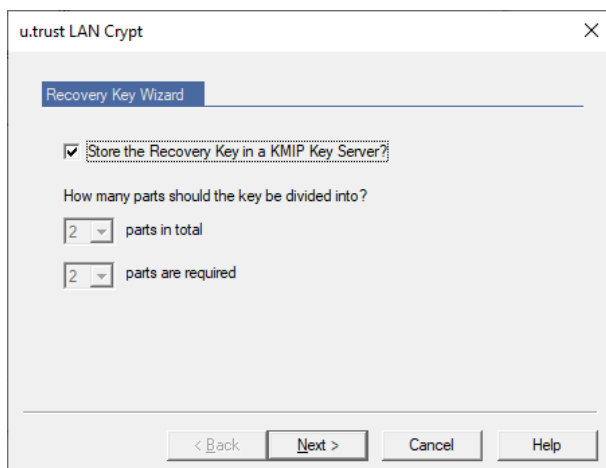 u.trust LAN Crypt
Recovery Key Wizard
Store the Recovery Key in a KMIP Key Server?
How many parts should the key be divided into?
2 parts in total
2 parts are required
< Back Next > Cancel Help